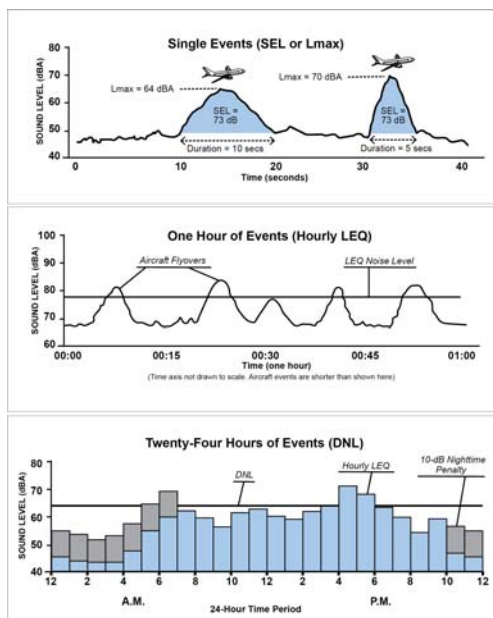 Single Events (SEL or Lmax)
SOUND LEVEL (dBA)
80
70
60
50
40
Lmax = 64 dBA
Lmax = 70 dBA
SEL =
73 dB
SEL =
73 dB
Duration = 10 secs
Duration = 5 secs
0
10
20
30
40
Time (seconds)
One Hour of Events (Hourly LEQ)
SOUND LEVEL (dBA)
100
90
80
70
60
Aircraft Flyovers
LEQ Noise Level
00:00
00:15
00:30
00:45
01:00
Time (one hour)
(Time axis not drawn to scale. Aircraft events are shorter than shown here)
Twenty-Four Hours of Events (DNL)
SOUND LEVEL (dBA)
80
70
60
50
40
DNL
Hourly LEQ
10-dB Nighttime
Penalty
12
2
4
6
8
10
12
2
4
6
8
10
12
A.M.
24-Hour Time Period
P.M.